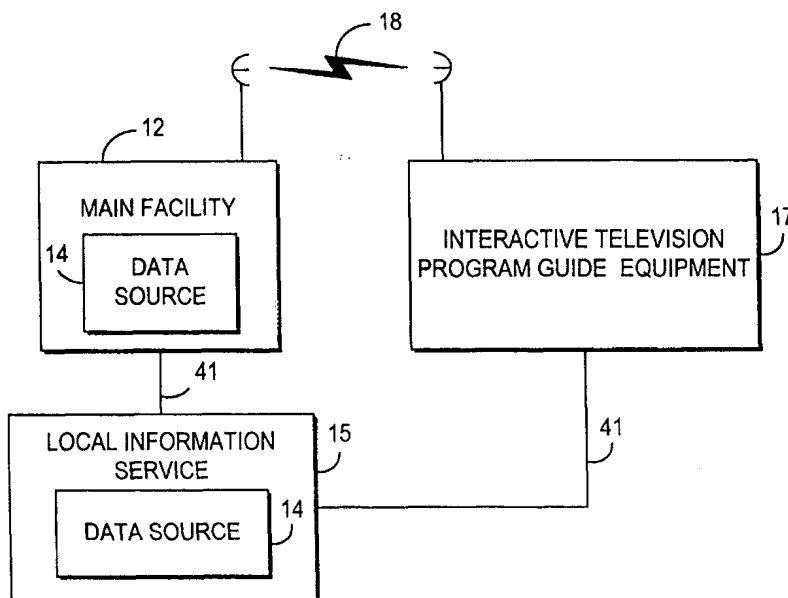 18
12
MAIN FACILITY
14
DATA
SOURCE
INTERACTIVE TELEVISION
PROGRAM GUIDE EQUIPMENT
17
41
LOCAL INFORMATION
SERVICE
15
DATA SOURCE
14
41